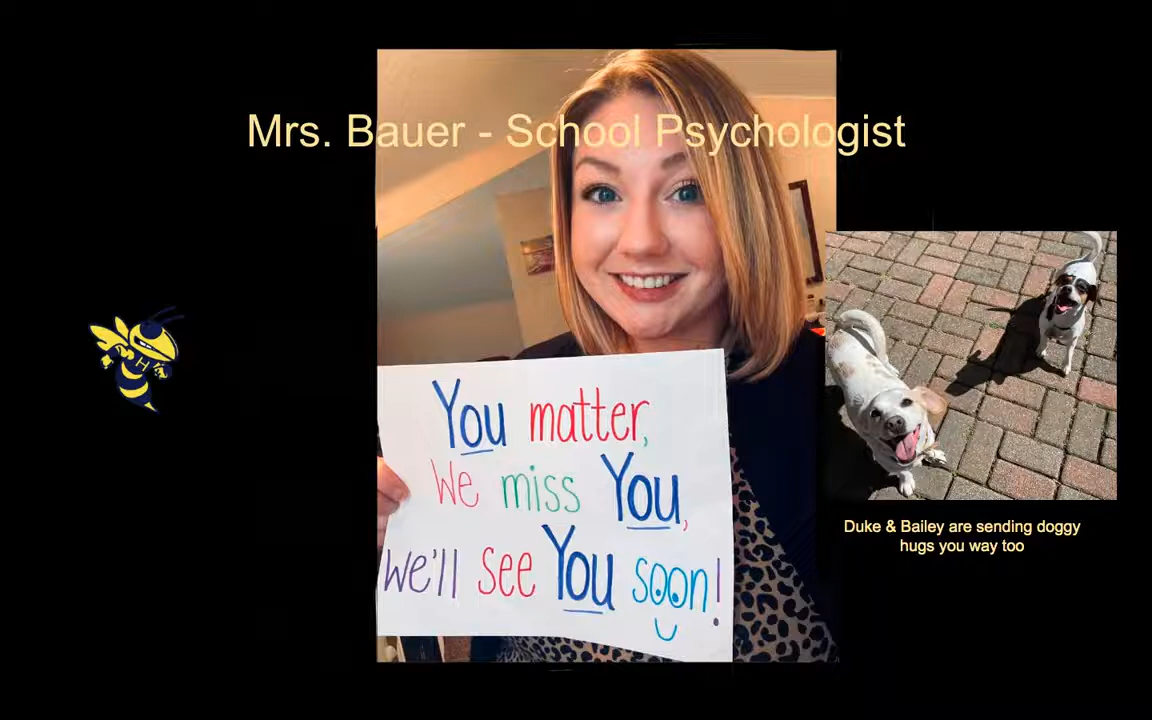 Mrs. Bauer - School Psychologist
You matter,
We miss You,
We'll see You soon!
Duke & Bailey are sending doggy
hugs you way too
H